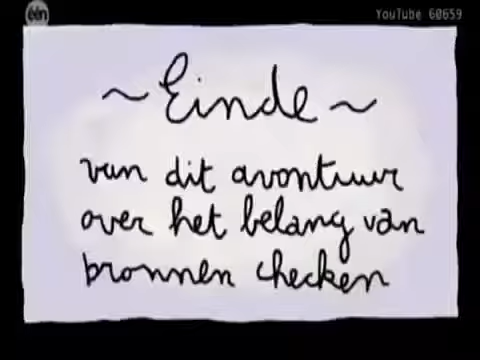 één
YouTube 60659
~ Einde ~
van dit avontuur
over het belang van
bronnen checken